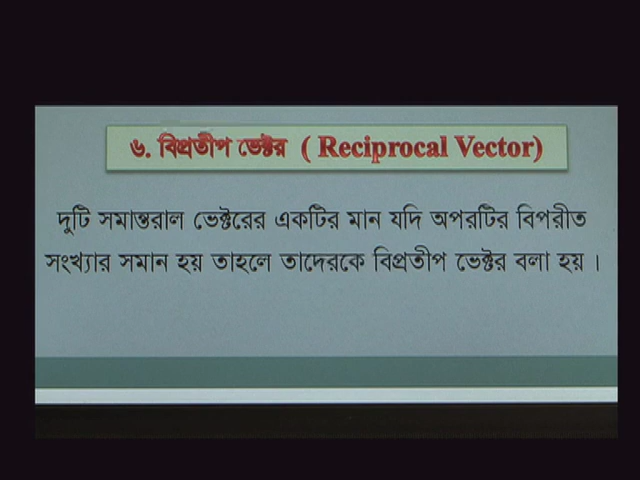 ৬. বিপ্রতীপ ভেক্টর ( Reciprocal Vector)
দুটি সমান্তরাল ভেক্টরের একটির মান যদি অপরটির বিপরীত
সংখ্যার সমান হয় তাহলে তাদেরকে বিপ্রতীপ ভেক্টর বলা হয় ।